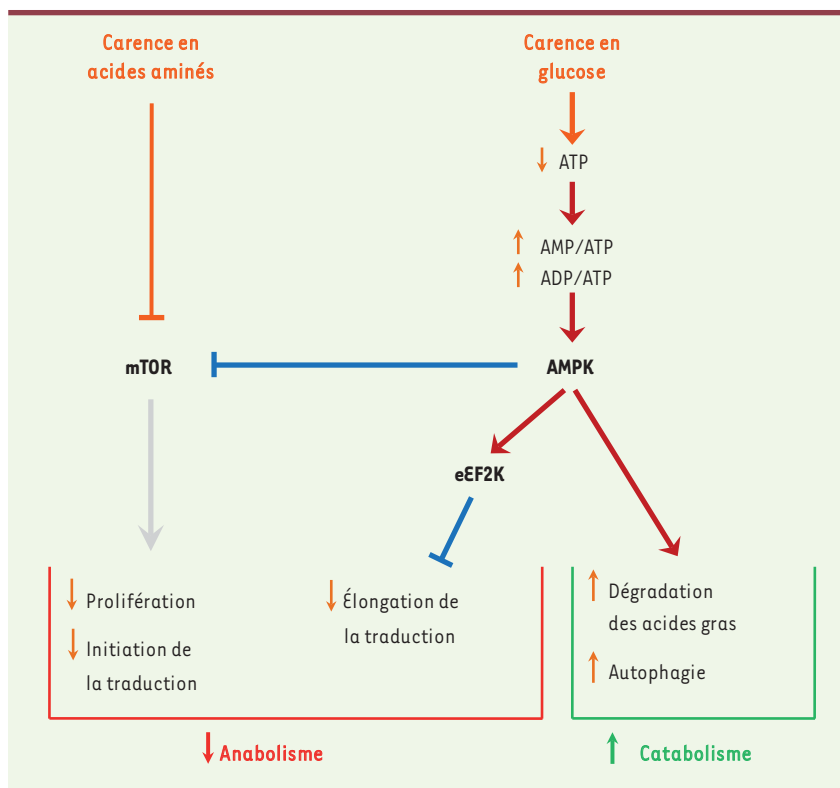 Carence en
acides aminés
Carence en
glucose
ATP
AMP/ATP
ADP/ATP
mTOR
AMPK
eEF2K
Prolifération
Initiation de
la traduction
Élongation de
la traduction
Dégradation
des acides gras
Autophagie
Anabolisme
Catabolisme